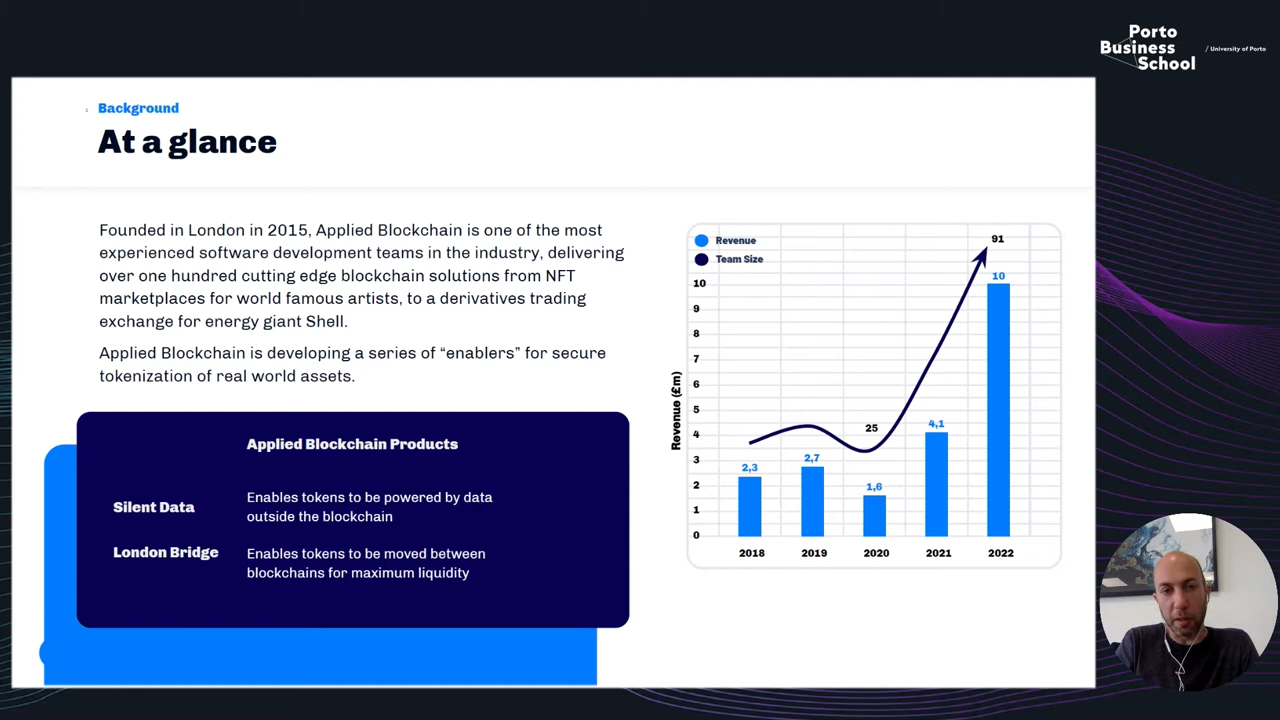 Porto
Business
School
/ University of Porto
Background
At a glance
Founded in London in 2015, Applied Blockchain is one of the most
experienced software development teams in the industry, delivering
over one hundred cutting edge blockchain solutions from NFT
marketplaces for world famous artists, to a derivatives trading
exchange for energy giant Shell.
Applied Blockchain is developing a series of “enablers” for secure
tokenization of real world assets.
Applied Blockchain Products
Silent Data
Enables tokens to be powered by data
outside the blockchain
London Bridge
Enables tokens to be moved between
blockchains for maximum liquidity
Revenue
Team Size
Revenue (£m)
10
9
8
7
6
5
4
3
2
1
0
91
10
25
4,1
2,7
2,3
1,6
2018
2019
2020
2021
2022